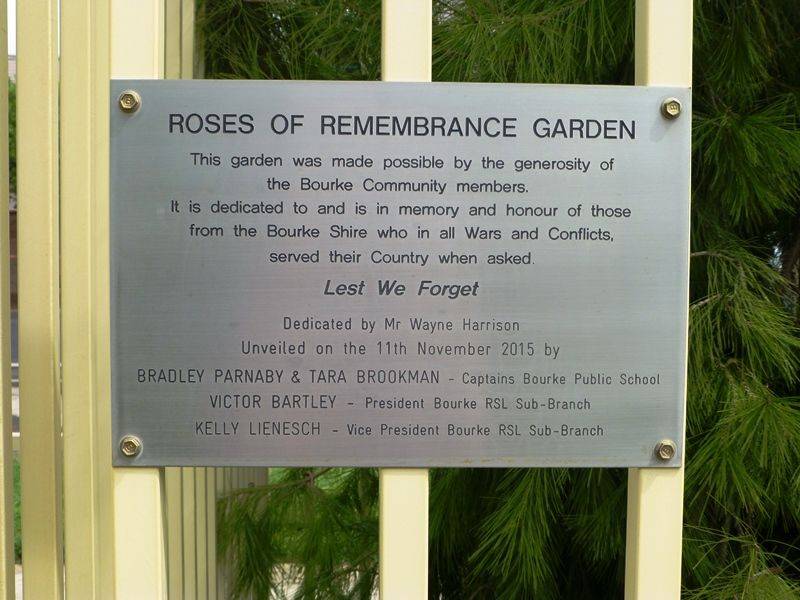 ROSES OF REMEMBRANCE GARDEN
This garden was made possible by the generosity of
the Bourke Community members.
It is dedicated to and is in memory and honour of those
from the Bourke Shire who in all Wars and Conflicts,
served their Country when asked.
Lest We Forget
Dedicated by Mr Wayne Harrison
Unveiled on the 11th November 2015 by
BRADLEY PARNABY & TARA BROOKMAN - Captains Bourke Public School
VICTOR BARTLEY - President Bourke RSL Sub-Branch
KELLY LIENESCH - Vice President Bourke RSL Sub-Branch